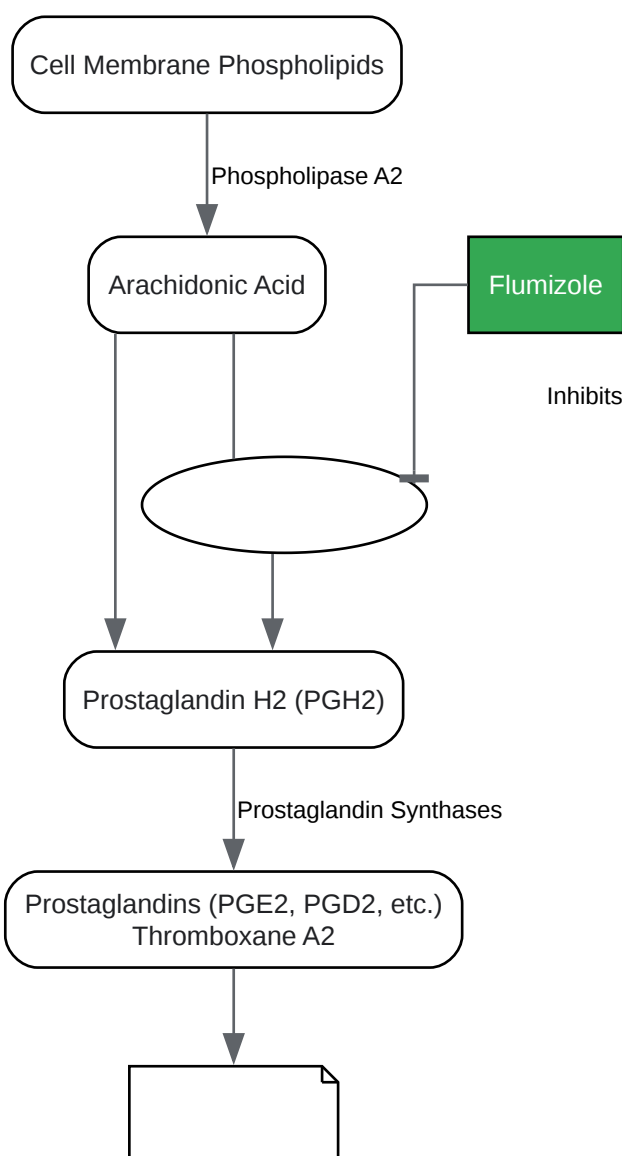 Cell Membrane Phospholipids
Phospholipase A2
Arachidonic Acid
Flumizole
Inhibits
Prostaglandin H2 (PGH2)
Prostaglandin Synthases
Prostaglandins (PGE2, PGD2, etc.)
Thromboxane A2